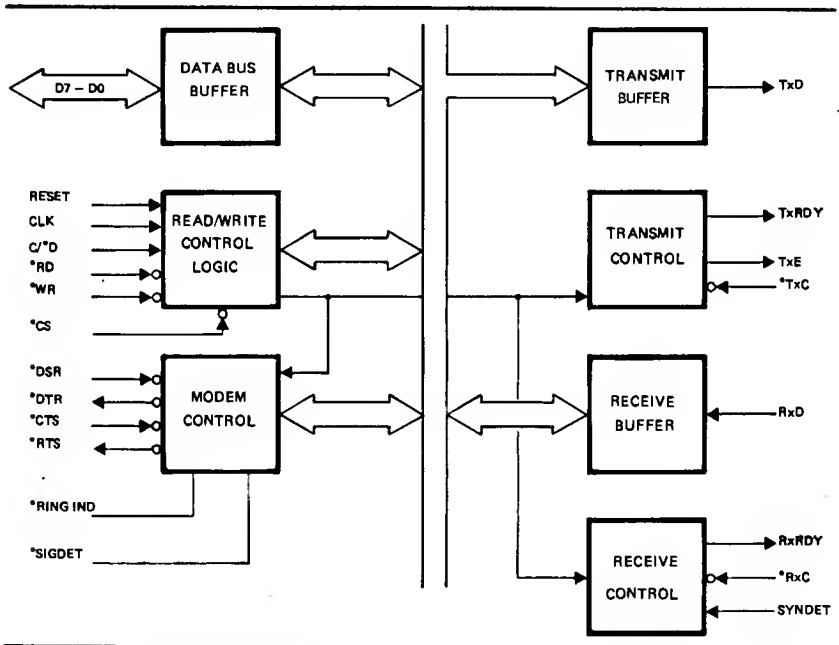 DATA BUS
BUFFER
D7 – D0
TRANSMIT
BUFFER
TxD
RESET
CLK
C/*D
*RD
*WR
*CS
READ/WRITE
CONTROL
LOGIC
TRANSMIT
CONTROL
TxRDY
TxE
*TxC
*DSR
*DTR
*CTS
*RTS
*RING IND
*SIGDET
MODEM
CONTROL
RECEIVE
BUFFER
RxD
RECEIVE
CONTROL
RxRDY
*RxC
SYNDET